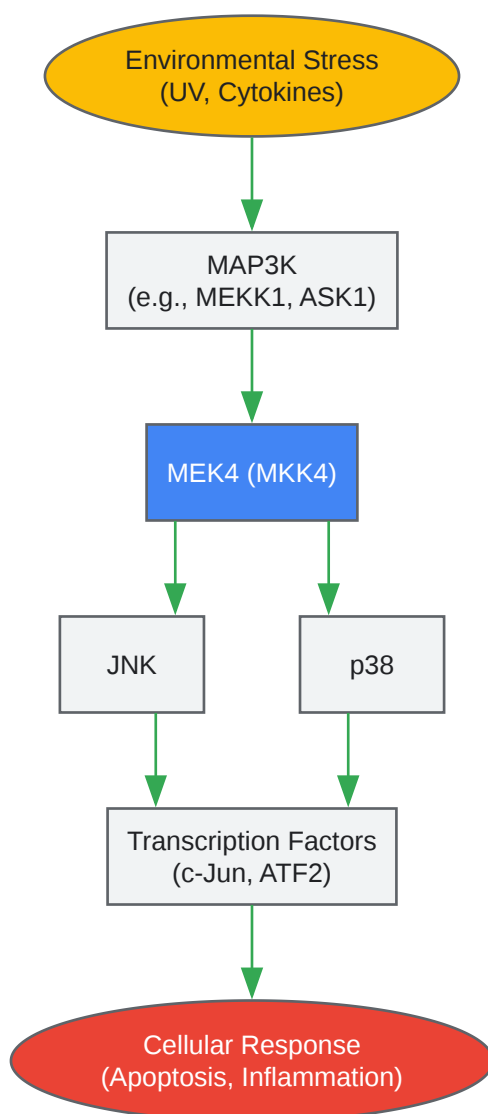 Environmental Stress
(UV, Cytokines)
MAP3K
(e.g., MEKK1, ASK1)
MEK4 (MKK4)
JNK
p38
Transcription Factors
(c-Jun, ATF2)
Cellular Response
(Apoptosis, Inflammation)